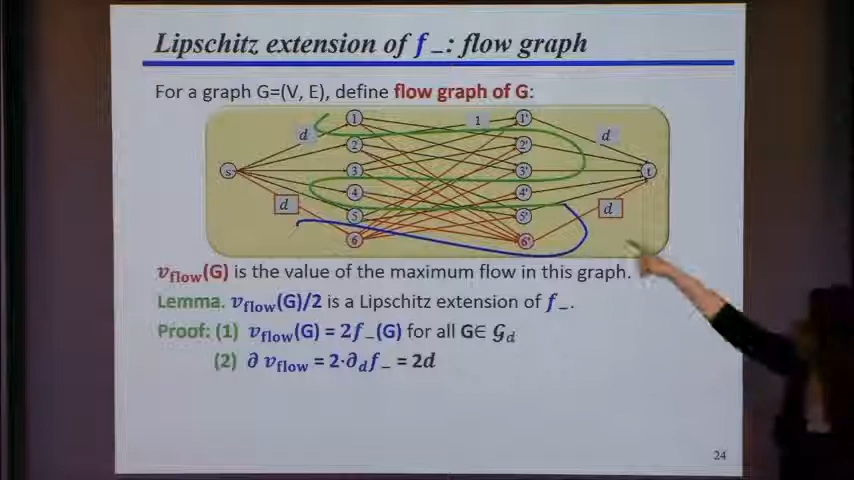 Lipschitz extension of f₋: flow graph
For a graph G=(V, E), define flow graph of G:
1 1 1'
d d
2 2'
3 3'
s t
4 4'
d d
5 5'
6 6'
v_flow(G) is the value of the maximum flow in this graph.
Lemma. v_flow(G)/2 is a Lipschitz extension of f₋.
Proof: (1) v_flow(G) = 2f₋(G) for all G∈ 𝒢_d
(2) ∂ v_flow = 2·∂_d f₋ = 2d
24